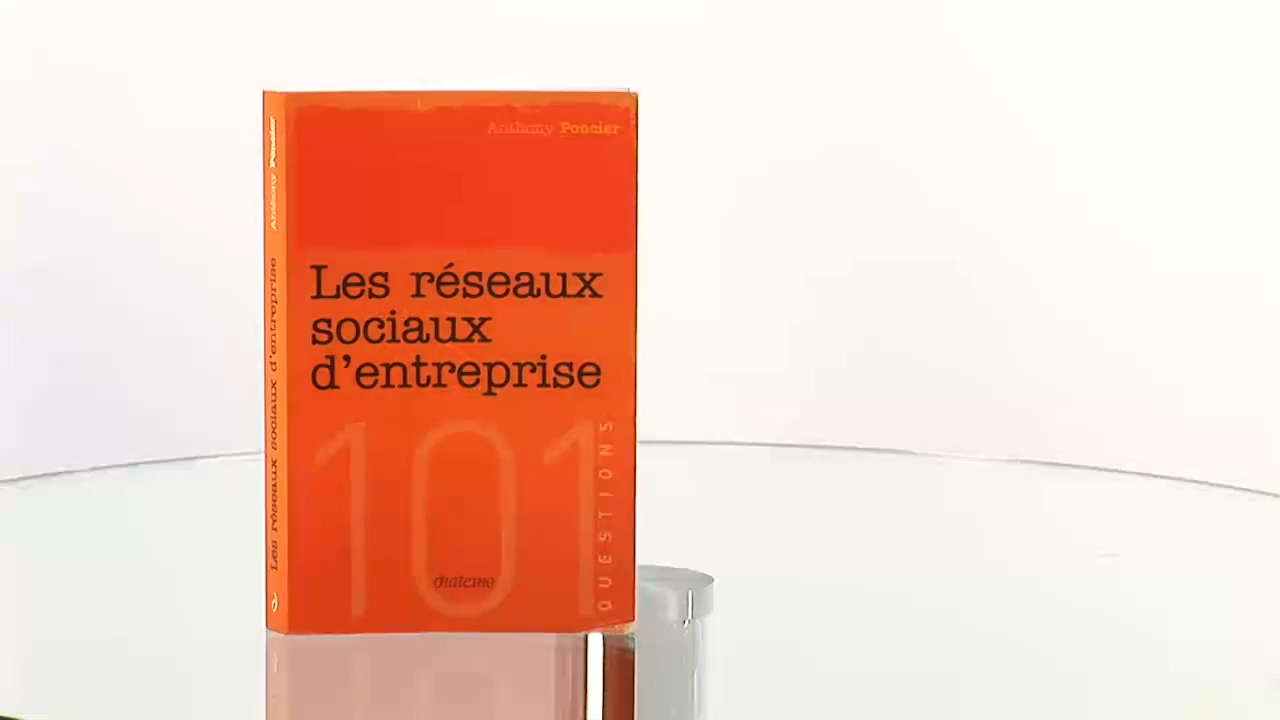 Anthony Poncier
Les réseaux
sociaux
d'entreprise
101
QUESTIONS
diateino
Les réseaux sociaux d'entreprise Anthony Poncier